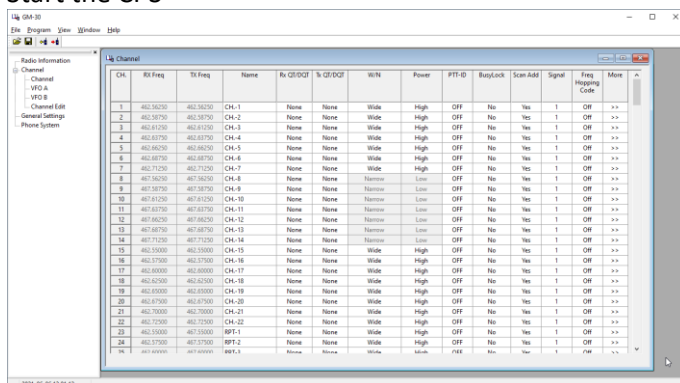 Start the CPS
GM-30
File Program View Window Help
Radio Information
Channel
Channel
VFO A
VFO B
Channel Edit
General Settings
Phone System
Channel
CH. RX Freq TX Freq Name Rx QT/DQT Tx QT/DQT W/N Power PTT-ID BusyLock Scan Add Signal Freq Hopping Code More
1 462.56250 462.56250 CH.-1 None None Wide High OFF No Yes 1 Off >>
2 462.58750 462.58750 CH.-2 None None Wide High OFF No Yes 1 Off >>
3 462.61250 462.61250 CH.-3 None None Wide High OFF No Yes 1 Off >>
4 462.63750 462.63750 CH.-4 None None Wide High OFF No Yes 1 Off >>
5 462.66250 462.66250 CH.-5 None None Wide High OFF No Yes 1 Off >>
6 462.68750 462.68750 CH.-6 None None Wide High OFF No Yes 1 Off >>
7 462.71250 462.71250 CH.-7 None None Wide High OFF No Yes 1 Off >>
8 467.56250 467.56250 CH.-8 None None Narrow Low OFF No Yes 1 Off >>
9 467.58750 467.58750 CH.-9 None None Narrow Low OFF No Yes 1 Off >>
10 467.61250 467.61250 CH.-10 None None Narrow Low OFF No Yes 1 Off >>
11 467.63750 467.63750 CH.-11 None None Narrow Low OFF No Yes 1 Off >>
12 467.66250 467.66250 CH.-12 None None Narrow Low OFF No Yes 1 Off >>
13 467.68750 467.68750 CH.-13 None None Narrow Low OFF No Yes 1 Off >>
14 467.71250 467.71250 CH.-14 None None Narrow Low OFF No Yes 1 Off >>
15 462.55000 462.55000 CH.-15 None None Wide High OFF No Yes 1 Off >>
16 462.57500 462.57500 CH.-16 None None Wide High OFF No Yes 1 Off >>
17 462.60000 462.60000 CH.-17 None None Wide High OFF No Yes 1 Off >>
18 462.62500 462.62500 CH.-18 None None Wide High OFF No Yes 1 Off >>
19 462.65000 462.65000 CH.-19 None None Wide High OFF No Yes 1 Off >>
20 462.67500 462.67500 CH.-20 None None Wide High OFF No Yes 1 Off >>
21 462.70000 462.70000 CH.-21 None None Wide High OFF No Yes 1 Off >>
22 462.72500 462.72500 CH.-22 None None Wide High OFF No Yes 1 Off >>
23 462.55000 467.55000 RPT-1 None None Wide High OFF No Yes 1 Off >>
24 462.57500 467.57500 RPT-2 None None Wide High OFF No Yes 1 Off >>
25 462.60000 467.60000 RPT-3 None None Wide High OFF No Yes 1 Off >>